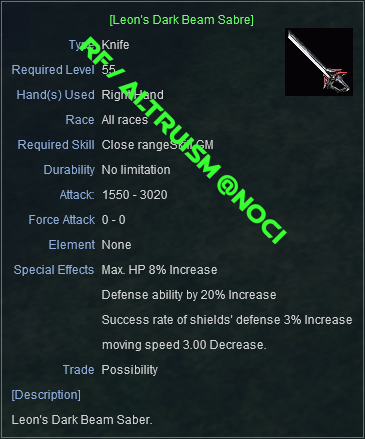 [Leon's Dark Beam Sabre]
Type Knife
Required Level 55
Hand(s) Used Right Hand
Race All races
Required Skill Close range GM
Durability No limitation
Attack: 1550 - 3020
Force Attack 0 - 0
Element None
Special Effects Max. HP 8% Increase
Defense ability by 20% Increase
Success rate of shields' defense 3% Increase
moving speed 3.00 Decrease.
Trade Possibility
[Description]
Leon's Dark Beam Saber.
RF / ALTRUISM @NOCI